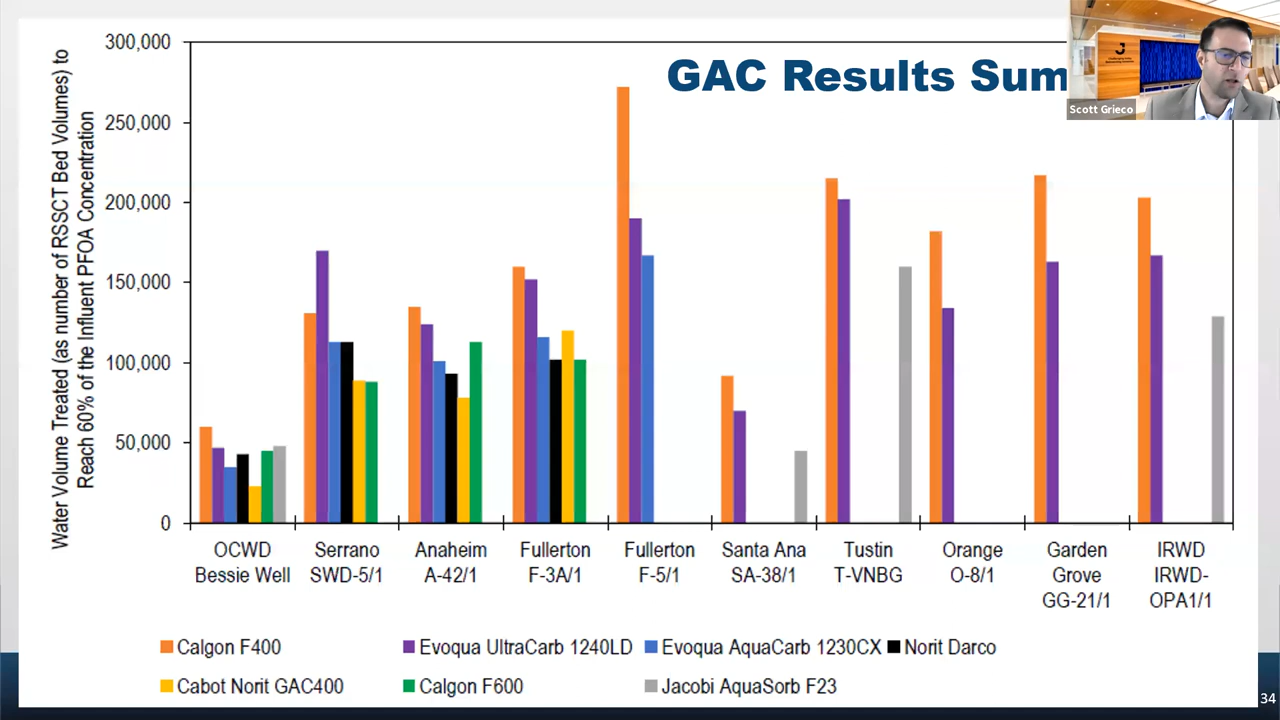 GAC Results Sum
Scott Grieco
Water Volume Treated (as number of RSSCT Bed Volumes) to
Reach 60% of the Influent PFOA Concentration
300,000
250,000
200,000
150,000
100,000
50,000
0
OCWD
Bessie Well
Serrano
SWD-5/1
Anaheim
A-42/1
Fullerton
F-3A/1
Fullerton
F-5/1
Santa Ana
SA-38/1
Tustin
T-VNBG
Orange
O-8/1
Garden
Grove
GG-21/1
IRWD
IRWD-
OPA1/1
Calgon F400
Evoqua UltraCarb 1240LD
Evoqua AquaCarb 1230CX
Norit Darco
Cabot Norit GAC400
Calgon F600
Jacobi AquaSorb F23
34